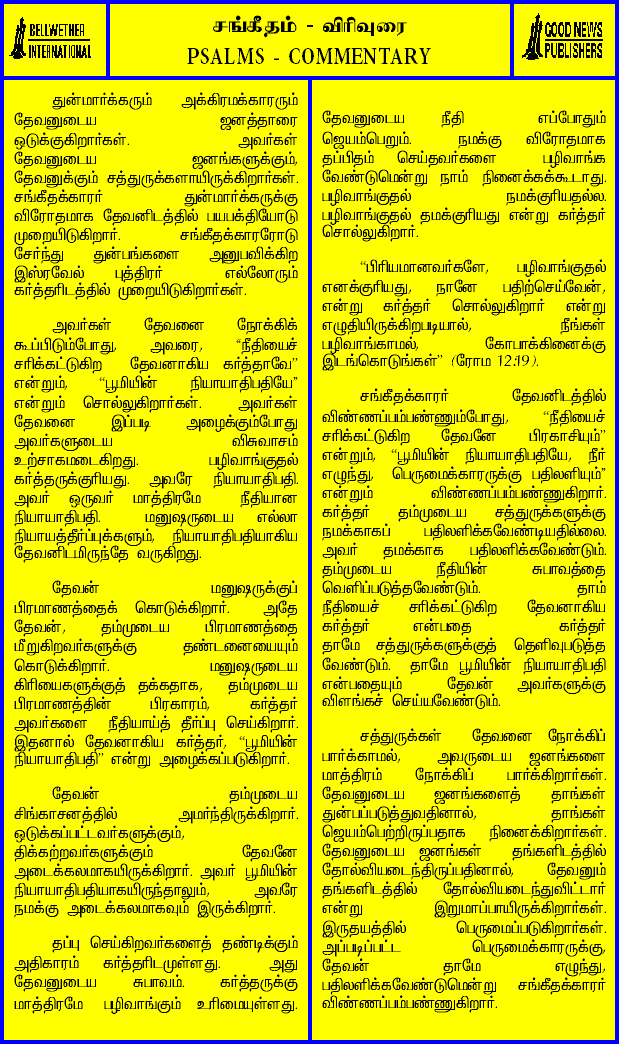 BELLWETHER
INTERNATIONAL
சங்கீதம் - விரிவுரை
PSALMS - COMMENTARY
GOOD NEWS
PUBLISHERS
துன்மார்க்கரும் அக்கிரமக்காரரும்
தேவனுடைய ஜனத்தாரை
ஒடுக்குகிறார்கள். அவர்கள்
தேவனுடைய ஜனங்களுக்கும்,
தேவனுக்கும் சத்துருக்களாயிருக்கிறார்கள்.
சங்கீதக்காரர் துன்மார்க்கருக்கு
விரோதமாக தேவனிடத்தில் பயபக்தியோடு
முறையிடுகிறார். சங்கீதக்காரரோடு
சேர்ந்து துன்பங்களை அனுபவிக்கிற
இஸ்ரவேல் புத்திரர் எல்லோரும்
கர்த்தரிடத்தில் முறையிடுகிறார்கள்.
அவர்கள் தேவனை நோக்கிக்
கூப்பிடும்போது, அவரை, “நீதியைச்
சரிக்கட்டுகிற தேவனாகிய கர்த்தாவே”
என்றும், “பூமியின் நியாயாதிபதியே”
என்றும் சொல்லுகிறார்கள். அவர்கள்
தேவனை இப்படி அழைக்கும்போது
அவர்களுடைய விசுவாசம்
உற்சாகமடைகிறது. பழிவாங்குதல்
கர்த்தருக்குரியது. அவரே நியாயாதிபதி.
அவர் ஒருவர் மாத்திரமே நீதியான
நியாயாதிபதி. மனுஷருடைய எல்லா
நியாயத்தீர்ப்புக்களும், நியாயாதிபதியாகிய
தேவனிடமிருந்தே வருகிறது.
தேவன் மனுஷருக்குப்
பிரமாணத்தைக் கொடுக்கிறார். அதே
தேவன், தம்முடைய பிரமாணத்தை
மீறுகிறவர்களுக்கு தண்டனையையும்
கொடுக்கிறார். மனுஷருடைய
கிரியைகளுக்குத் தக்கதாக, தம்முடைய
பிரமாணத்தின் பிரகாரம், கர்த்தர்
அவர்களை நீதியாய்த் தீர்ப்பு செய்கிறார்.
இதனால் தேவனாகிய கர்த்தர், “பூமியின்
நியாயாதிபதி” என்று அழைக்கப்படுகிறார்.
தேவன் தம்முடைய
சிங்காசனத்தில் அமர்ந்திருக்கிறார்.
ஒடுக்கப்பட்டவர்களுக்கும்,
திக்கற்றவர்களுக்கும் தேவனே
அடைக்கலமாகயிருக்கிறார். அவர் பூமியின்
நியாயாதிபதியாகயிருந்தாலும், அவரே
நமக்கு அடைக்கலமாகவும் இருக்கிறார்.
தப்பு செய்கிறவர்களைத் தண்டிக்கும்
அதிகாரம் கர்த்தரிடமுள்ளது. அது
தேவனுடைய சுபாவம். கர்த்தருக்கு
மாத்திரமே பழிவாங்கும் உரிமையுள்ளது.
தேவனுடைய நீதி எப்போதும்
ஜெயம்பெறும். நமக்கு விரோதமாக
தப்பிதம் செய்தவர்களை பழிவாங்க
வேண்டுமென்று நாம் நினைக்கக்கூடாது.
பழிவாங்குதல் நமக்குரியதல்ல.
பழிவாங்குதல் தமக்குரியது என்று கர்த்தர்
சொல்லுகிறார்.
“பிரியமானவர்களே, பழிவாங்குதல்
எனக்குரியது, நானே பதிற்செய்வேன்,
என்று கர்த்தர் சொல்லுகிறார் என்று
எழுதியிருக்கிறபடியால், நீங்கள்
பழிவாங்காமல், கோபாக்கினைக்கு
இடங்கொடுங்கள்” (ரோம 12:19).
சங்கீதக்காரர் தேவனிடத்தில்
விண்ணப்பம்பண்ணும்போது, “நீதியைச்
சரிக்கட்டுகிற தேவனே பிரகாசியும்”
என்றும், “பூமியின் நியாயாதிபதியே, நீர்
எழுந்து, பெருமைக்காரருக்கு பதிலளியும்”
என்றும் விண்ணப்பம்பண்ணுகிறார்.
கர்த்தர் தம்முடைய சத்துருக்களுக்கு
நமக்காகப் பதிலளிக்கவேண்டியதில்லை.
அவர் தமக்காக பதிலளிக்கவேண்டும்.
தம்முடைய நீதியின் சுபாவத்தை
வெளிப்படுத்தவேண்டும். தாம்
நீதியைச் சரிக்கட்டுகிற தேவனாகிய
கர்த்தர் என்பதை கர்த்தர்
தாமே சத்துருக்களுக்குத் தெளிவுபடுத்த
வேண்டும். தாமே பூமியின் நியாயாதிபதி
என்பதையும் தேவன் அவர்களுக்கு
விளங்கச் செய்யவேண்டும்.
சத்துருக்கள் தேவனை நோக்கிப்
பார்க்காமல், அவருடைய ஜனங்களை
மாத்திரம் நோக்கிப் பார்க்கிறார்கள்.
தேவனுடைய ஜனங்களைத் தாங்கள்
துன்பப்படுத்துவதினால், தாங்கள்
ஜெயம்பெற்றிருப்பதாக நினைக்கிறார்கள்.
தேவனுடைய ஜனங்கள் தங்களிடத்தில்
தோல்வியடைந்திருப்பதினால், தேவனும்
தங்களிடத்தில் தோல்வியடைந்துவிட்டார்
என்று இறுமாப்பாயிருக்கிறார்கள்.
இருதயத்தில் பெருமைப்படுகிறார்கள்.
அப்படிப்பட்ட பெருமைக்காரருக்கு,
தேவன் தாமே எழுந்து,
பதிலளிக்கவேண்டுமென்று சங்கீதக்காரர்
விண்ணப்பம்பண்ணுகிறார்.